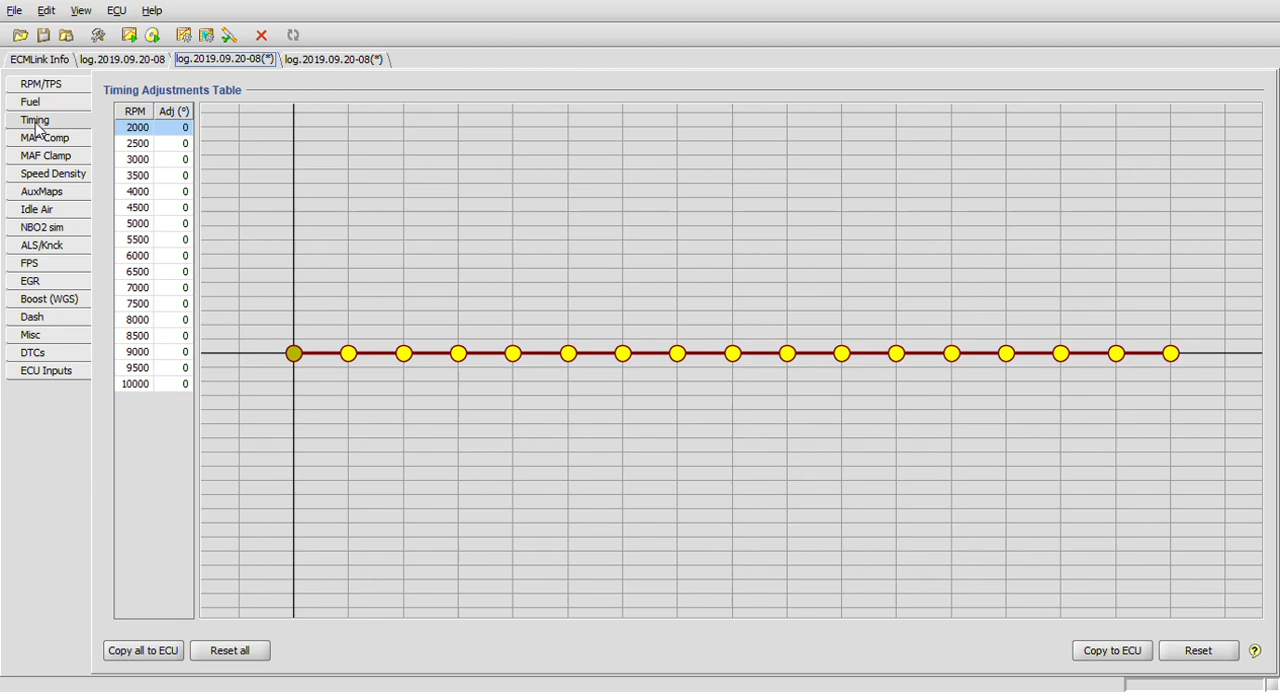 File Edit View ECU Help
ECMLink Info log.2019.09.20-08 log.2019.09.20-08(*) log.2019.09.20-08(*)
RPM/TPS
Fuel
Timing
MAF Comp
MAF Clamp
Speed Density
AuxMaps
Idle Air
NBO2 sim
ALS/Knck
FPS
EGR
Boost (WGS)
Dash
Misc
DTCs
ECU Inputs
Timing Adjustments Table
RPM Adj (°)
2000 0
2500 0
3000 0
3500 0
4000 0
4500 0
5000 0
5500 0
6000 0
6500 0
7000 0
7500 0
8000 0
8500 0
9000 0
9500 0
10000 0
Copy all to ECU Reset all Copy to ECU Reset ?